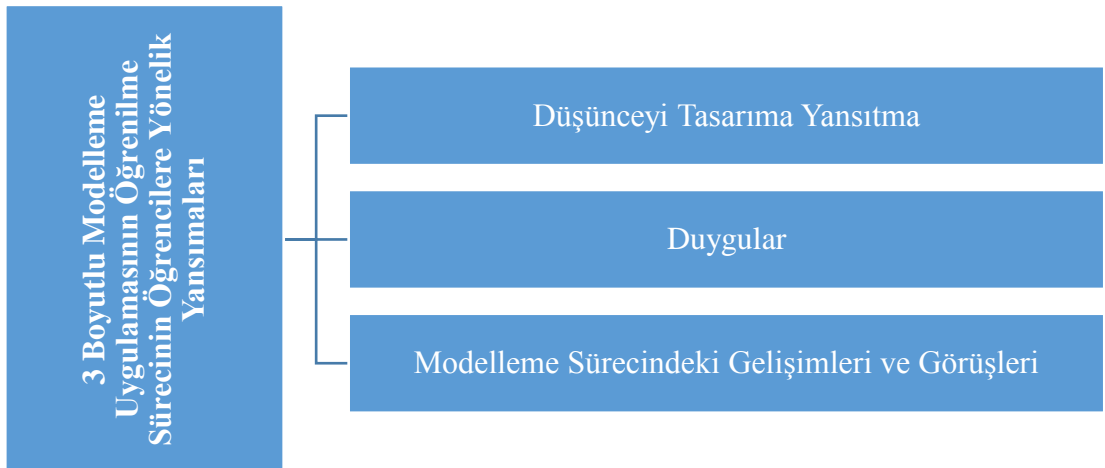 3 Boyutlu Modelleme
Uygulamasının Öğrenilme
Sürecinin Öğrencilere Yönelik
Yansımaları
Düşünceyi Tasarıma Yansıtma
Duygular
Modelleme Sürecindeki Gelişimleri ve Görüşleri